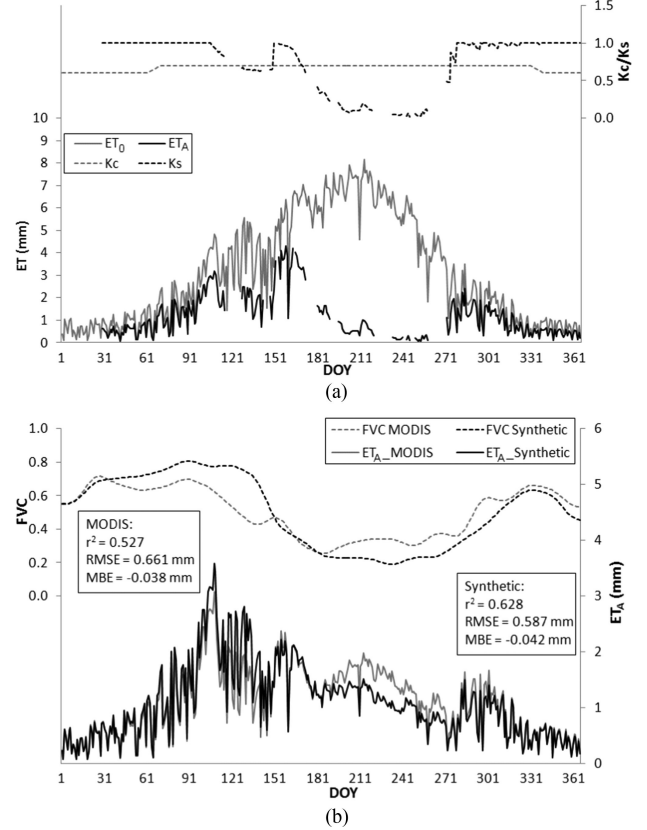 1.5
1.0
0.5
0.0
Kc/Ks
10
9
8
7
6
5
4
3
2
1
0
ET (mm)
ET0 ETA
Kc Ks
1 31 61 91 121 151 181 211 241 271 301 331 361
DOY
(a)
FVC MODIS FVC Synthetic
ETA_MODIS ETA_Synthetic
1.0
0.8
0.6
0.4
0.2
0.0
FVC
6
5
4
3
2
1
0
ETA (mm)
MODIS:
r² = 0.527
RMSE = 0.661 mm
MBE = -0.038 mm
Synthetic:
r² = 0.628
RMSE = 0.587 mm
MBE = -0.042 mm
1 31 61 91 121 151 181 211 241 271 301 331 361
DOY
(b)